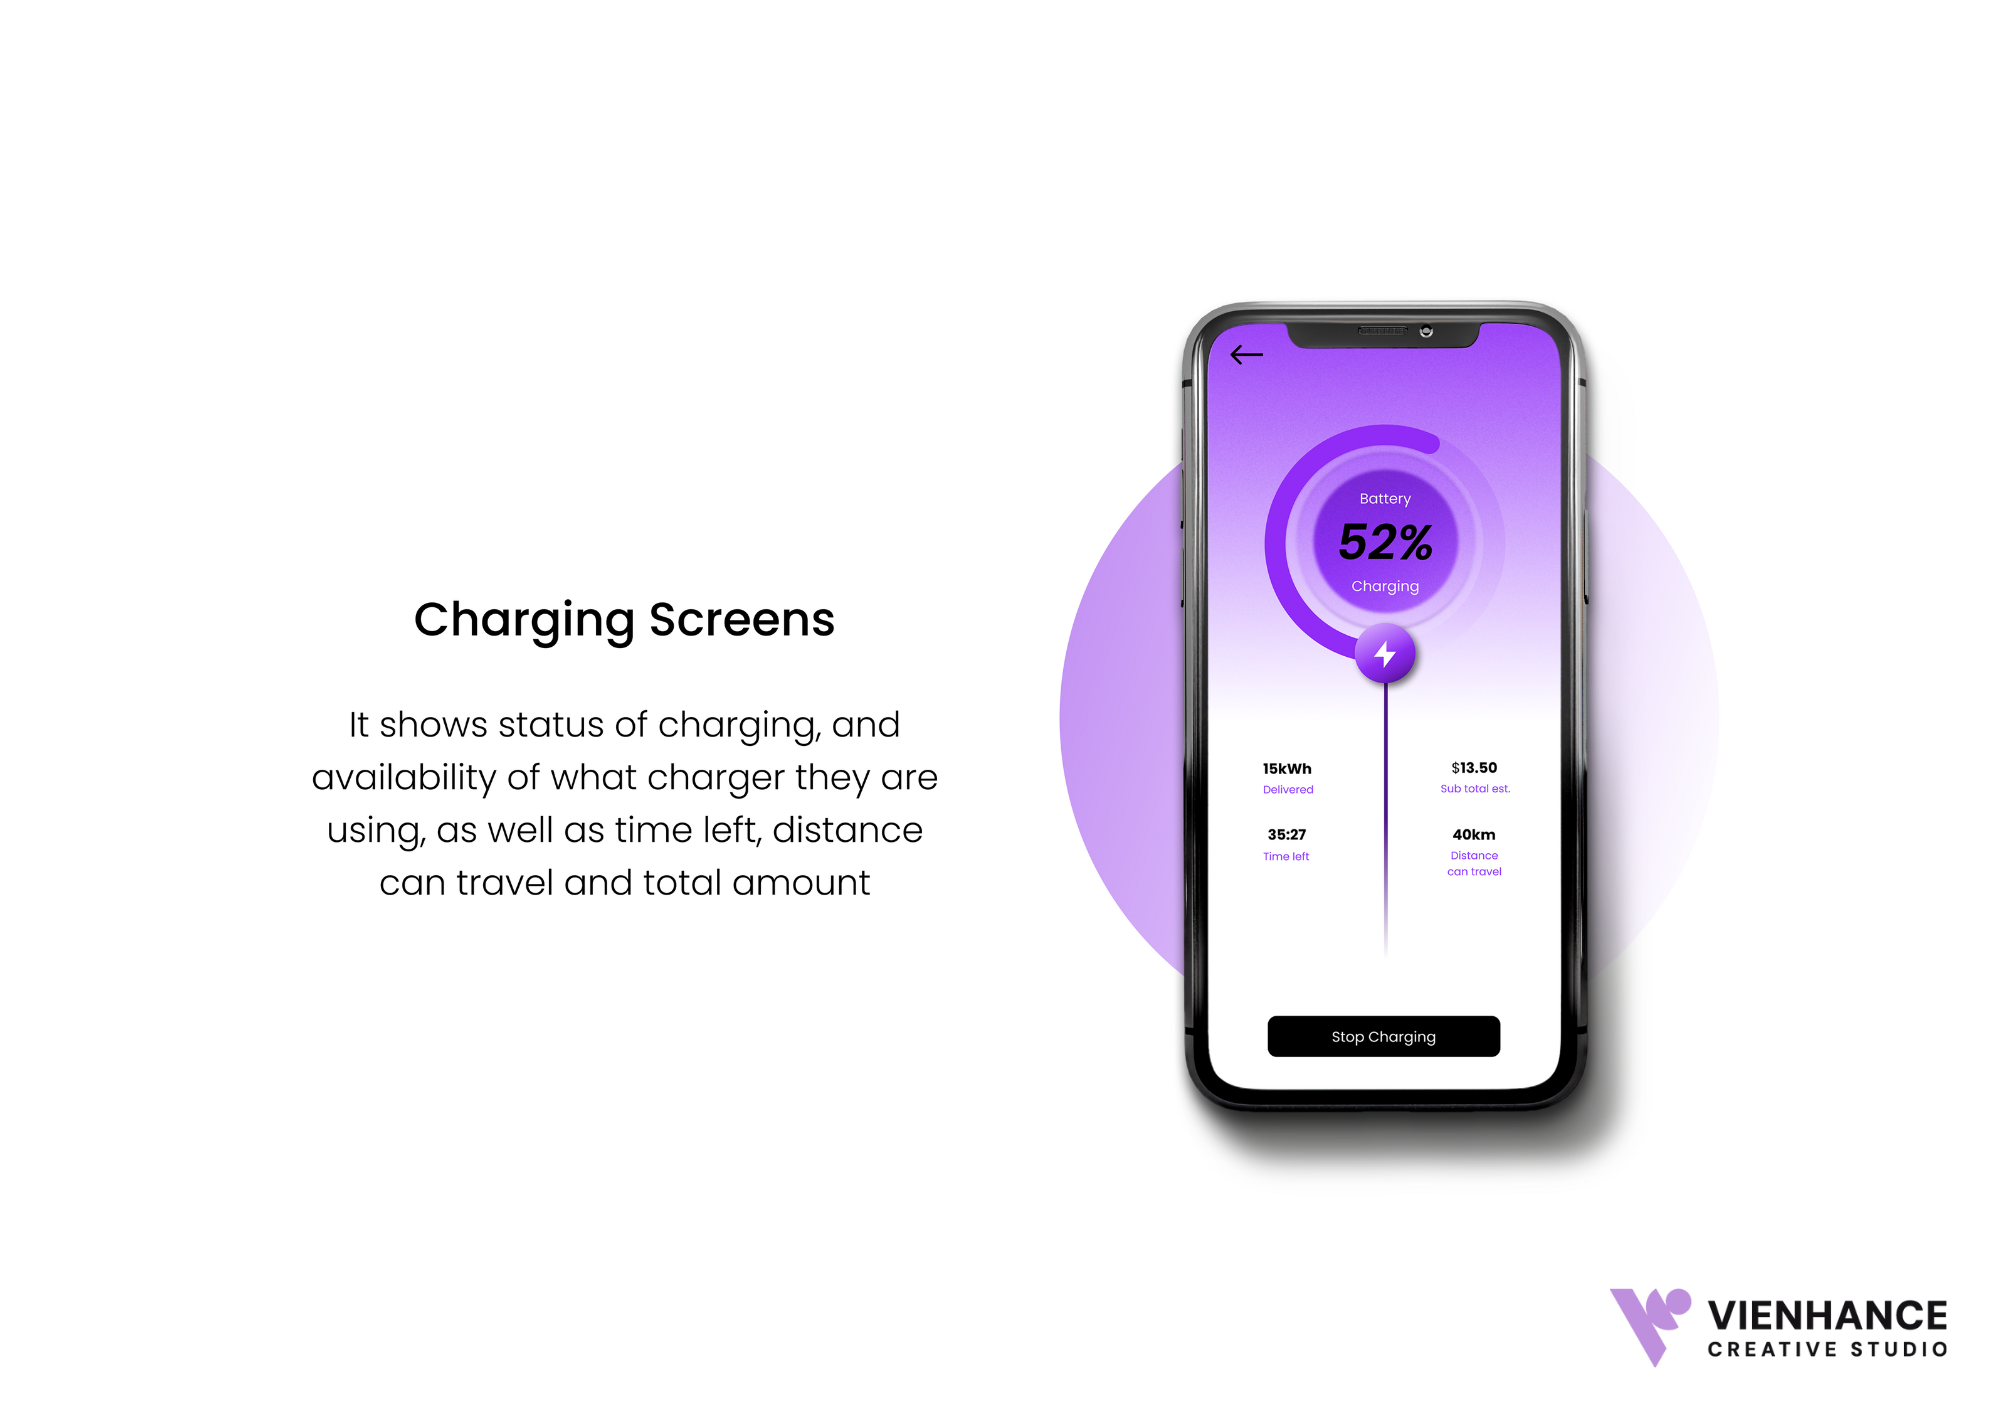 Charging Screens
It shows status of charging, and
availability of what charger they are
using, as well as time left, distance
can travel and total amount
Battery
52%
Charging
15kWh
Delivered
$13.50
Sub total est.
35:27
Time left
40km
Distance
can travel
Stop Charging
VIENHANCE
CREATIVE STUDIO